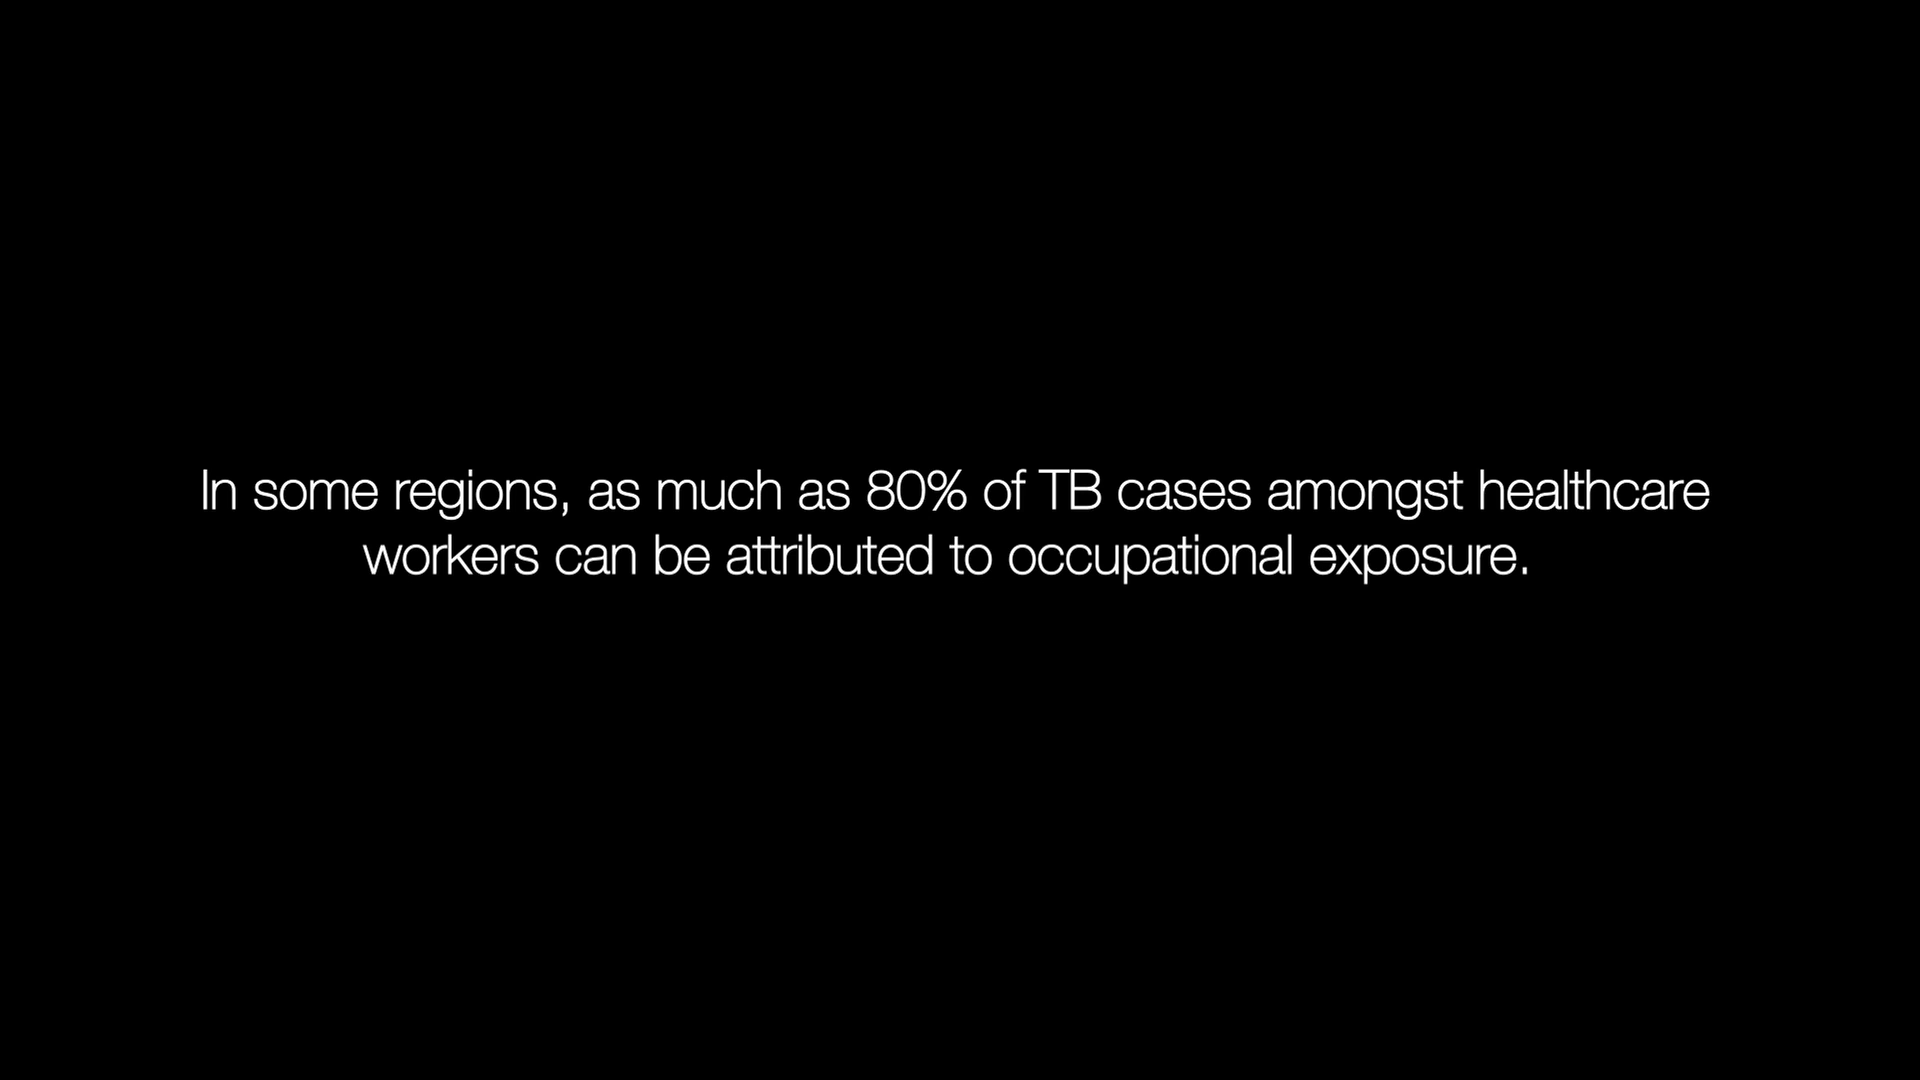 In some regions, as much as 80% of TB cases amongst healthcare
workers can be attributed to occupational exposure.